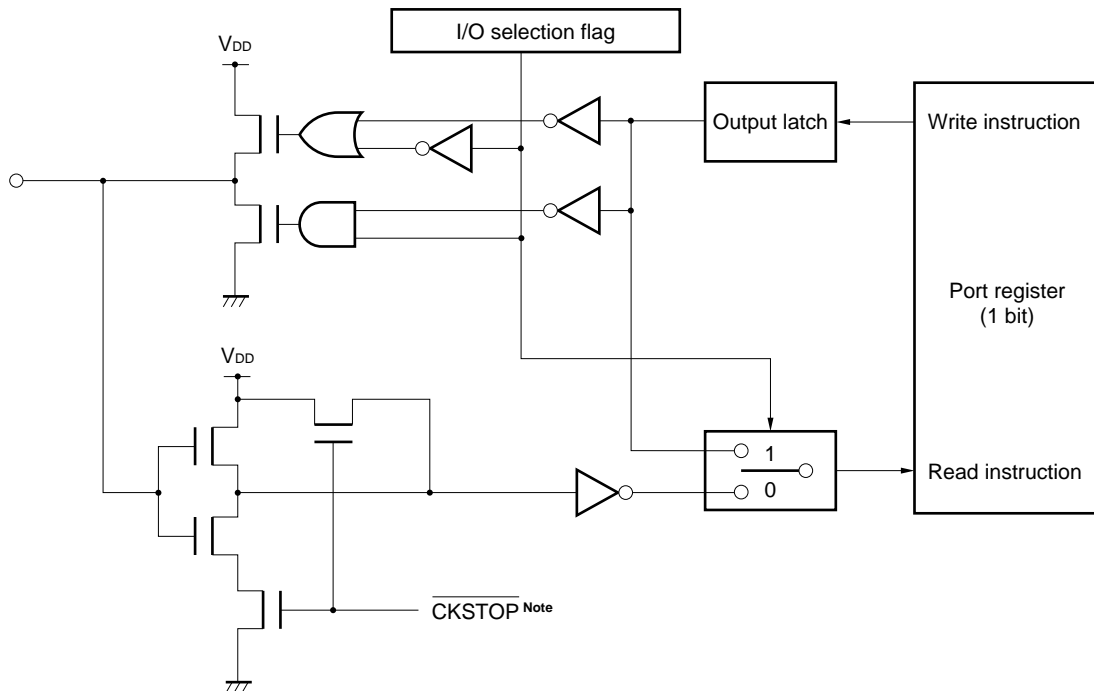 I/O selection flag
VDD
Output latch
Write instruction
Port register
(1 bit)
VDD
1
0
Read instruction
CKSTOP Note